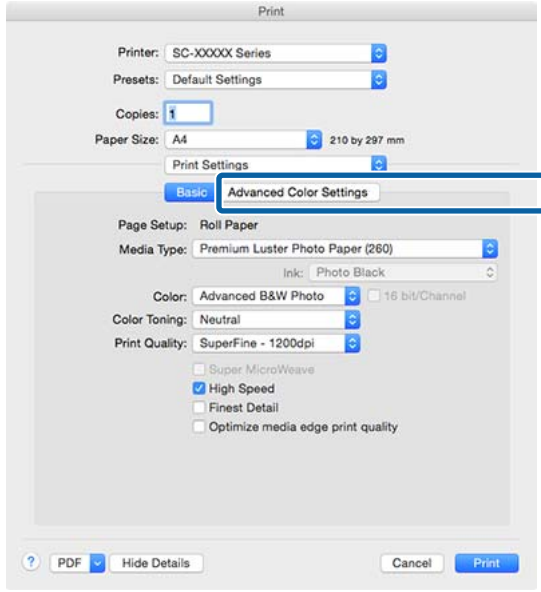 Print
Printer: SC-XXXXX Series
Presets: Default Settings
Copies: 1
Paper Size: A4 210 by 297 mm
Print Settings
Basic Advanced Color Settings
Page Setup: Roll Paper
Media Type: Premium Luster Photo Paper (260)
Ink: Photo Black
Color: Advanced B&W Photo 16 bit/Channel
Color Toning: Neutral
Print Quality: SuperFine - 1200dpi
Super MicroWeave
High Speed
Finest Detail
Optimize media edge print quality
? PDF Hide Details Cancel Print